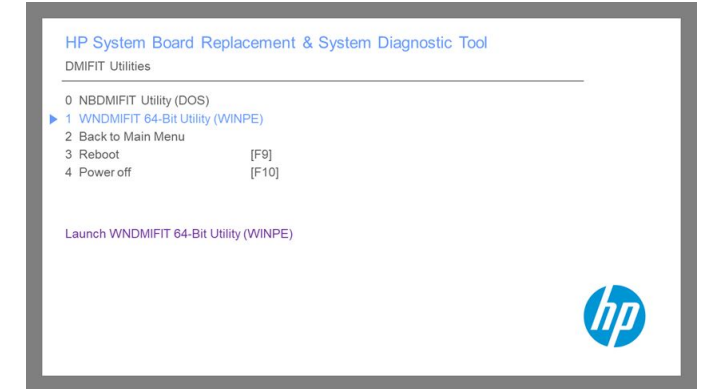 HP System Board Replacement & System Diagnostic Tool
DMIFIT Utilities
0 NBDMIFIT Utility (DOS)
1 WNDMIFIT 64-Bit Utility (WINPE)
2 Back to Main Menu
3 Reboot [F9]
4 Power off [F10]
Launch WNDMIFIT 64-Bit Utility (WINPE)
hp